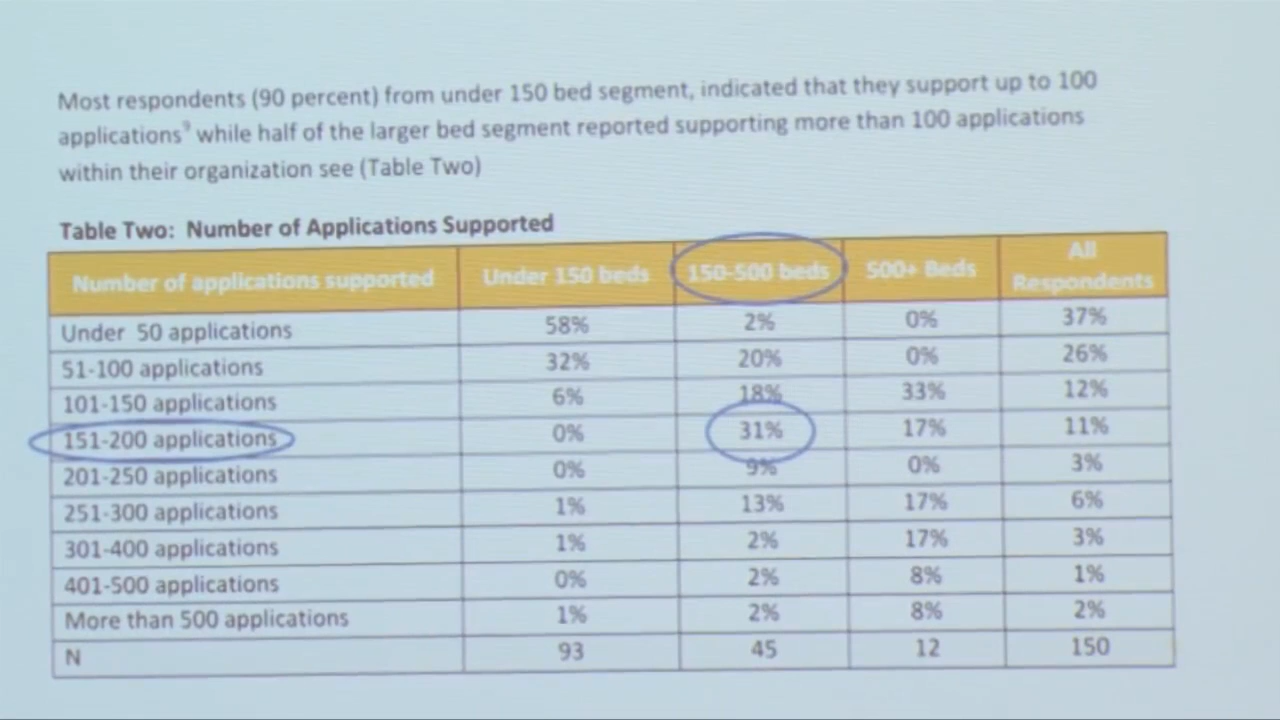 Most respondents (90 percent) from under 150 bed segment, indicated that they support up to 100
applications⁹ while half of the larger bed segment reported supporting more than 100 applications
within their organization see (Table Two)
Table Two: Number of Applications Supported
Number of applications supported Under 150 beds 150-500 beds 500+ Beds All Respondents
Under 50 applications 58% 2% 0% 37%
51-100 applications 32% 20% 0% 26%
101-150 applications 6% 18% 33% 12%
151-200 applications 0% 31% 17% 11%
201-250 applications 0% 9% 0% 3%
251-300 applications 1% 13% 17% 6%
301-400 applications 1% 2% 17% 3%
401-500 applications 0% 2% 8% 1%
More than 500 applications 1% 2% 8% 2%
N 93 45 12 150